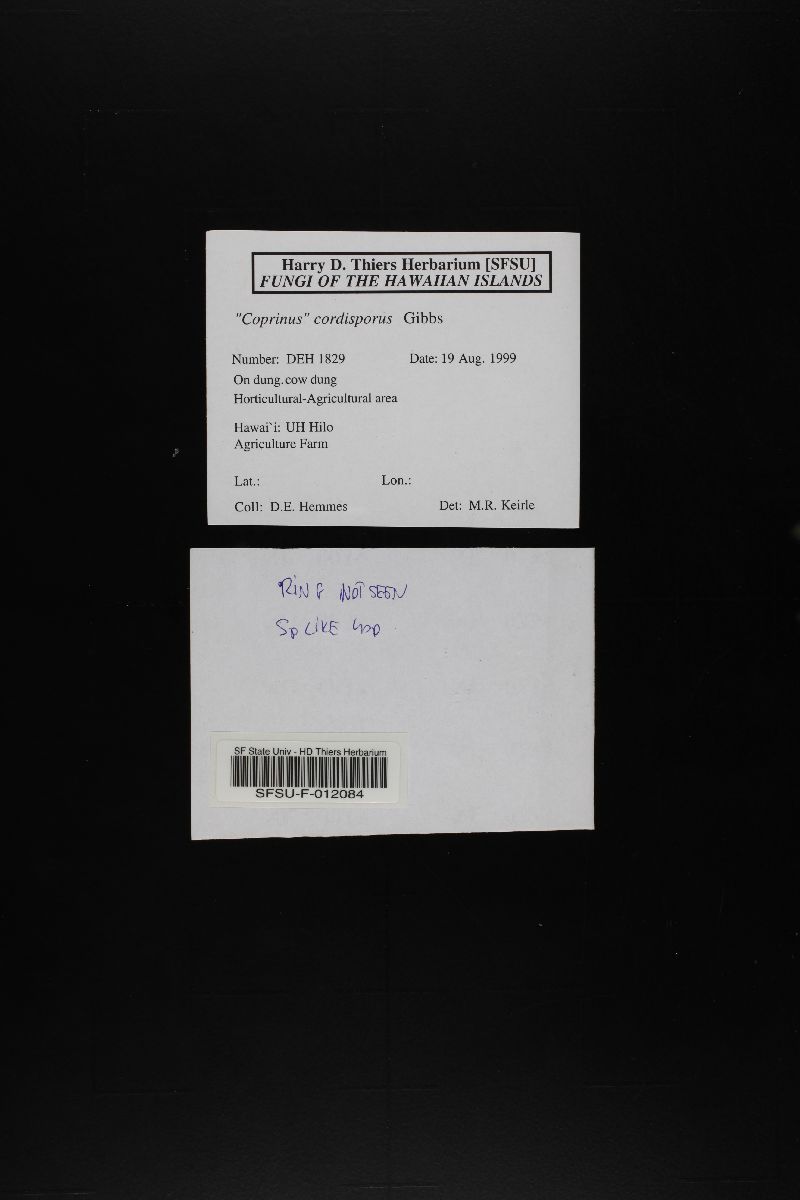 Harry D. Thiers Herbarium [SFSU]
FUNGI OF THE HAWAIIAN ISLANDS
"Coprinus" cordisporus Gibbs
Number: DEH 1829 Date: 19 Aug. 1999
On dung.cow dung
Horticultural-Agricultural area
Hawai`i: UH Hilo
Agriculture Farm
Lat.: Lon.:
Coll: D.E. Hemmes Det: M.R. Keirle
RING NOT SEEN
Sp LIKE
SF State Univ - HD Thiers Herbarium
SFSU-F-012084